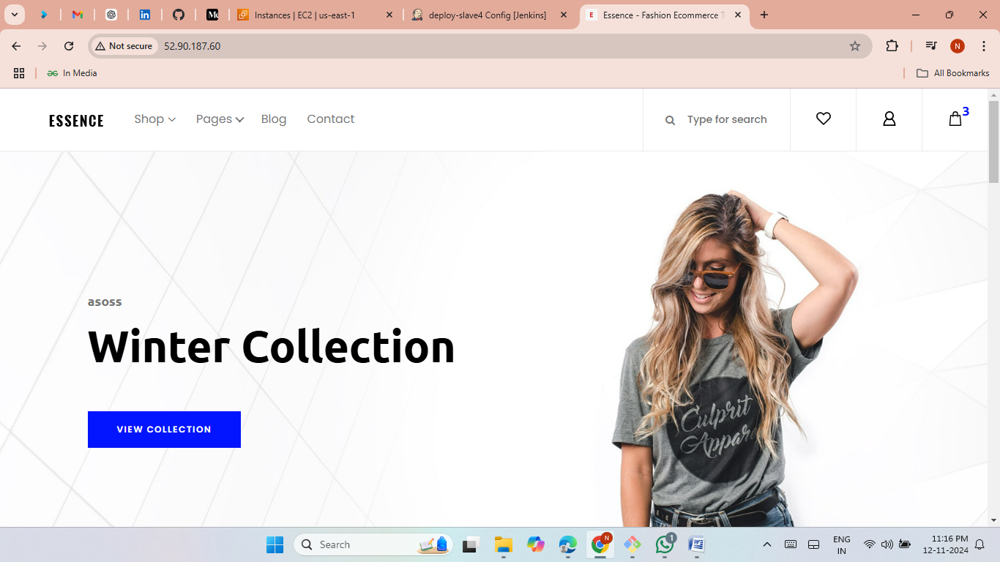 Instances | EC2 | us-east-1
deploy-slave4 Config [Jenkins]
E
Essence - Fashion Ecommerce T
Not secure
52.90.187.60
N
In Media
All Bookmarks
ESSENCE
Shop
Pages
Blog
Contact
Type for search
3
asoss
Winter Collection
VIEW COLLECTION
Culprit
Appare
Search
N
1
ENG
IN
11:16 PM
12-11-2024